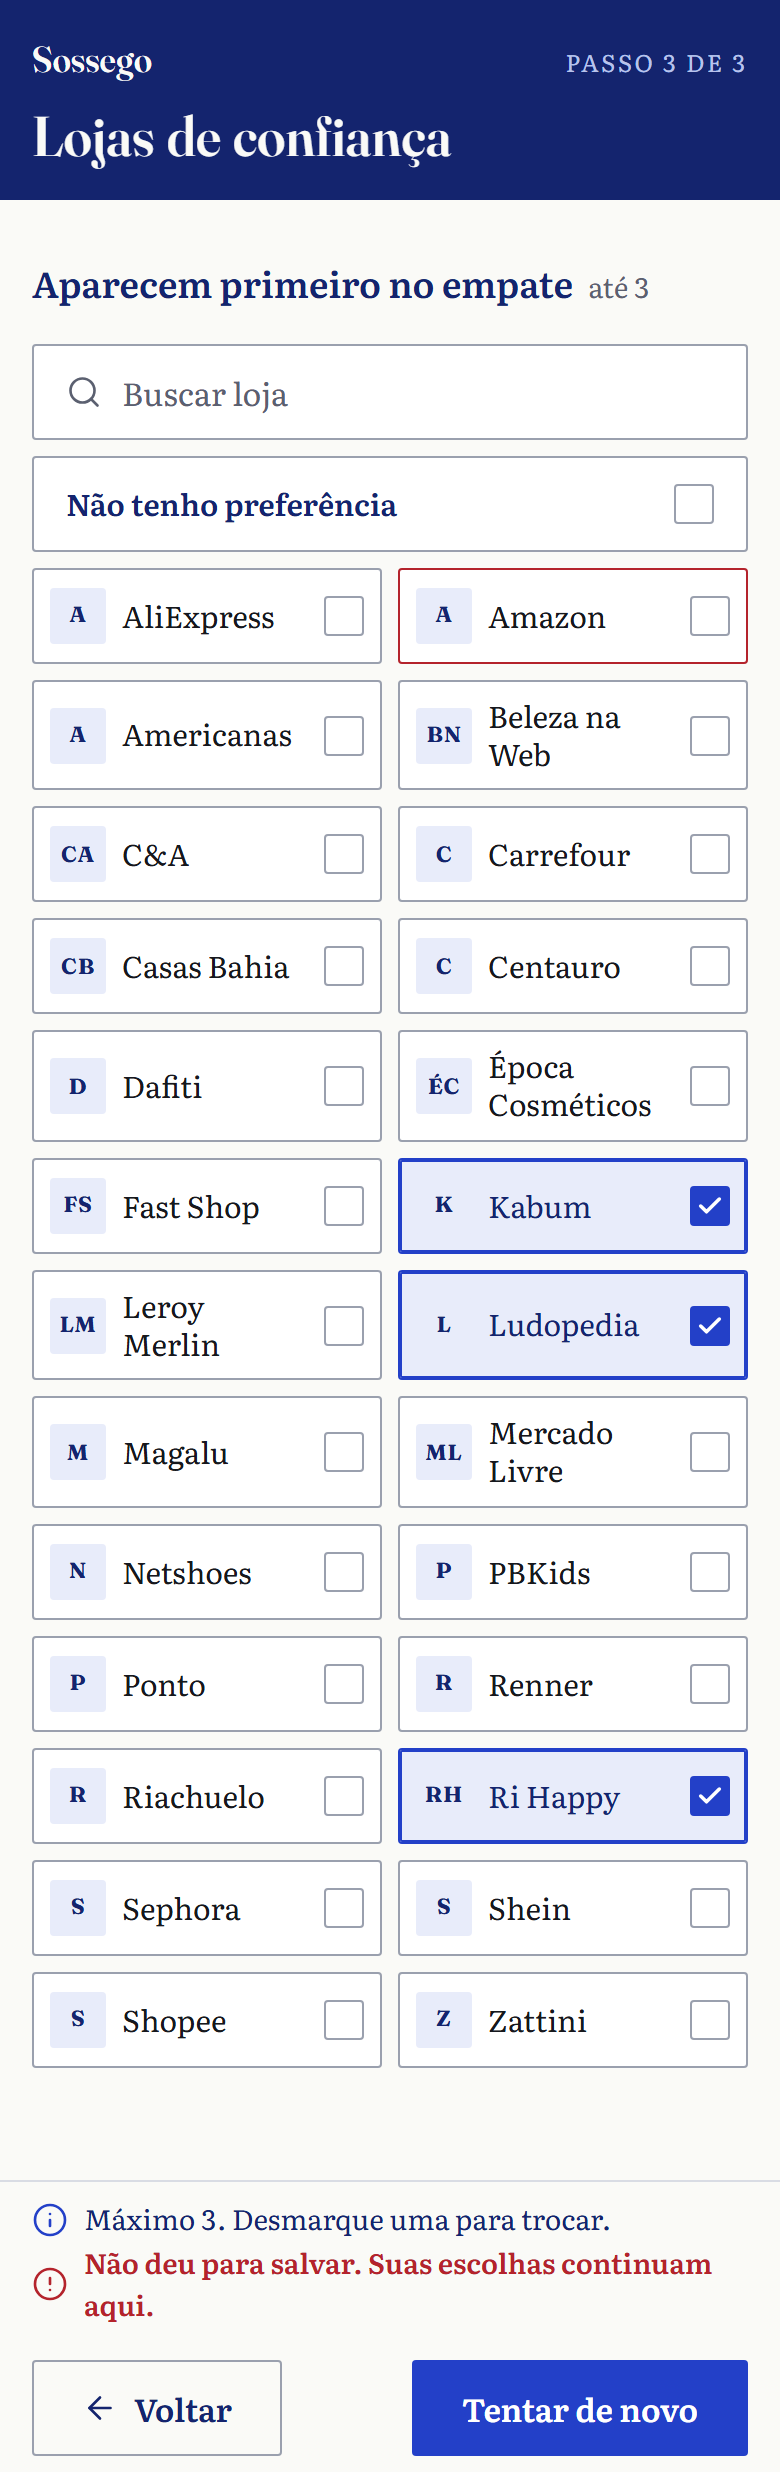 Sossego
PASSO 3 DE 3
Lojas de confiança
Aparecem primeiro no empate até 3
Buscar loja
Não tenho preferência
A AliExpress
A Amazon
A Americanas
BN Beleza na
Web
CA C&A
C Carrefour
CB Casas Bahia
C Centauro
D Dafiti
ÉC Época
Cosméticos
FS Fast Shop
K Kabum
LM Leroy
Merlin
L Ludopedia
M Magalu
ML Mercado
Livre
N Netshoes
P PBKids
P Ponto
R Renner
R Riachuelo
RH Ri Happy
S Sephora
S Shein
S Shopee
Z Zattini
Máximo 3. Desmarque uma para trocar.
Não deu para salvar. Suas escolhas continuam
aqui.
Voltar
Tentar de novo